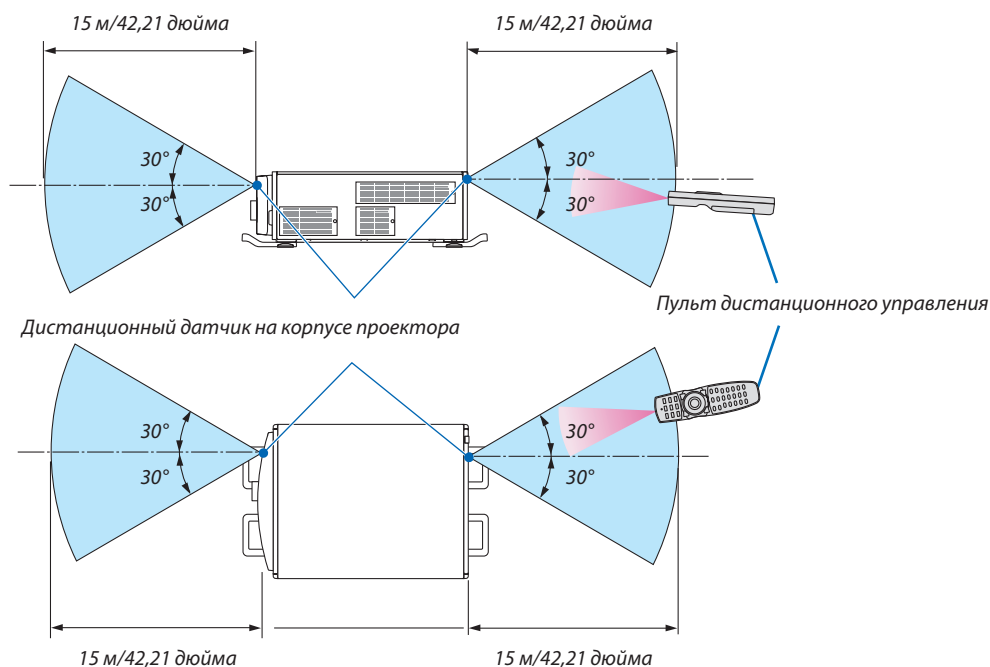 15 м/42,21 дюйма
15 м/42,21 дюйма
30°
30°
30°
30°
Пульт дистанционного управления
Дистанционный датчик на корпусе проектора
30°
30°
30°
30°
15 м/42,21 дюйма
15 м/42,21 дюйма